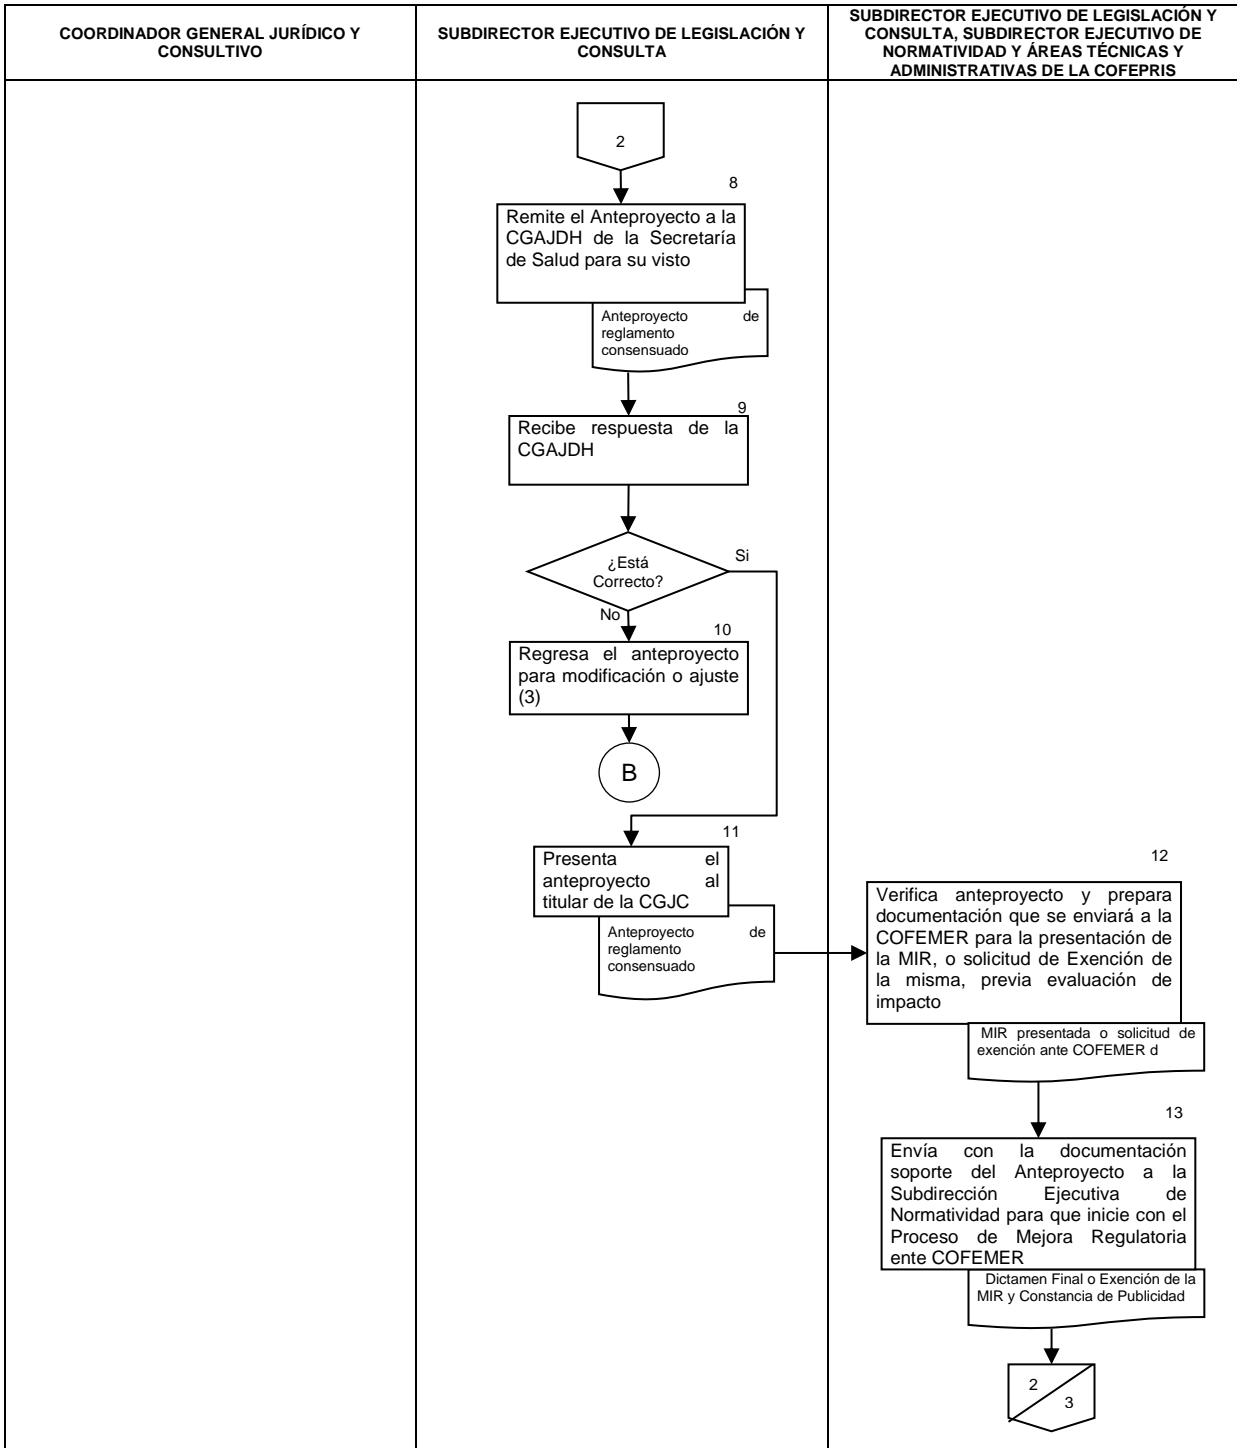 COORDINADOR GENERAL JURÍDICO Y
CONSULTIVO
SUBDIRECTOR EJECUTIVO DE LEGISLACIÓN Y
CONSULTA
SUBDIRECTOR EJECUTIVO DE LEGISLACIÓN Y
CONSULTA, SUBDIRECTOR EJECUTIVO DE
NORMATIVIDAD Y ÁREAS TÉCNICAS Y
ADMINISTRATIVAS DE LA COFEPRIS
2
8
Remite el Anteproyecto a la
CGAJDH de la Secretaría
de Salud para su visto
Anteproyecto de
reglamento
consensuado
9
Recibe respuesta de la
CGAJDH
¿Está
Correcto?
Si
No
10
Regresa el anteproyecto
para modificación o ajuste
(3)
B
11
Presenta el
anteproyecto al
titular de la CGJC
Anteproyecto de
reglamento
consensuado
12
Verifica anteproyecto y prepara
documentación que se enviará a la
COFEMER para la presentación de
la MIR, o solicitud de Exención de
la misma, previa evaluación de
impacto
MIR presentada o solicitud de
exención ante COFEMER d
13
Envía con la documentación
soporte del Anteproyecto a la
Subdirección Ejecutiva de
Normatividad para que inicie con el
Proceso de Mejora Regulatoria
ente COFEMER
Dictamen Final o Exención de la
MIR y Constancia de Publicidad
2
3